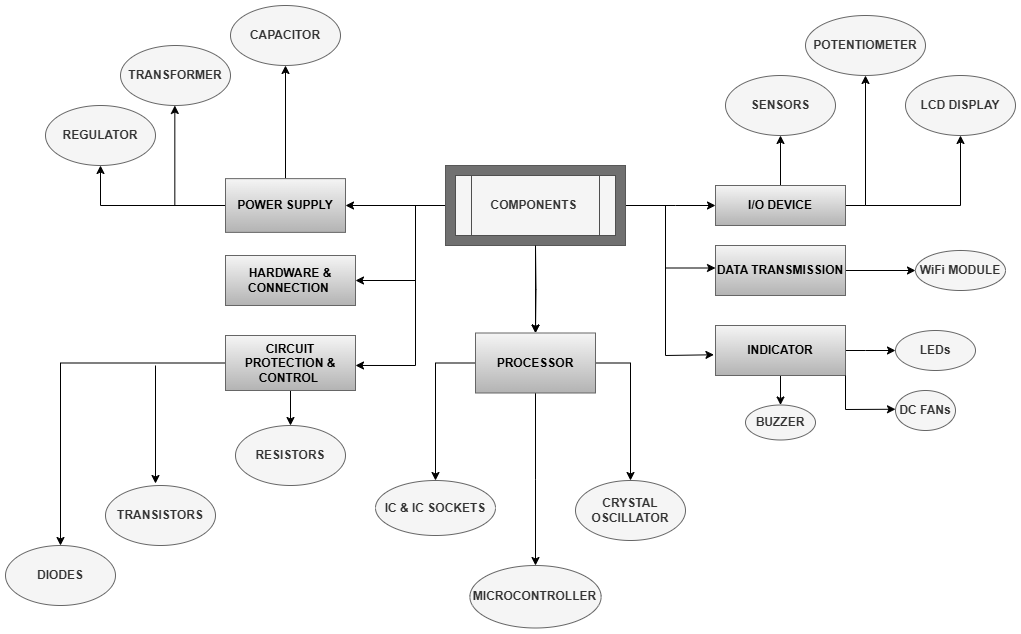 CAPACITOR
POTENTIOMETER
TRANSFORMER
SENSORS
LCD DISPLAY
REGULATOR
POWER SUPPLY
COMPONENTS
I/O DEVICE
HARDWARE &
CONNECTION
DATA TRANSMISSION
WiFi MODULE
CIRCUIT
PROTECTION &
CONTROL
PROCESSOR
INDICATOR
LEDs
DC FANs
BUZZER
RESISTORS
TRANSISTORS
IC & IC SOCKETS
CRYSTAL
OSCILLATOR
DIODES
MICROCONTROLLER